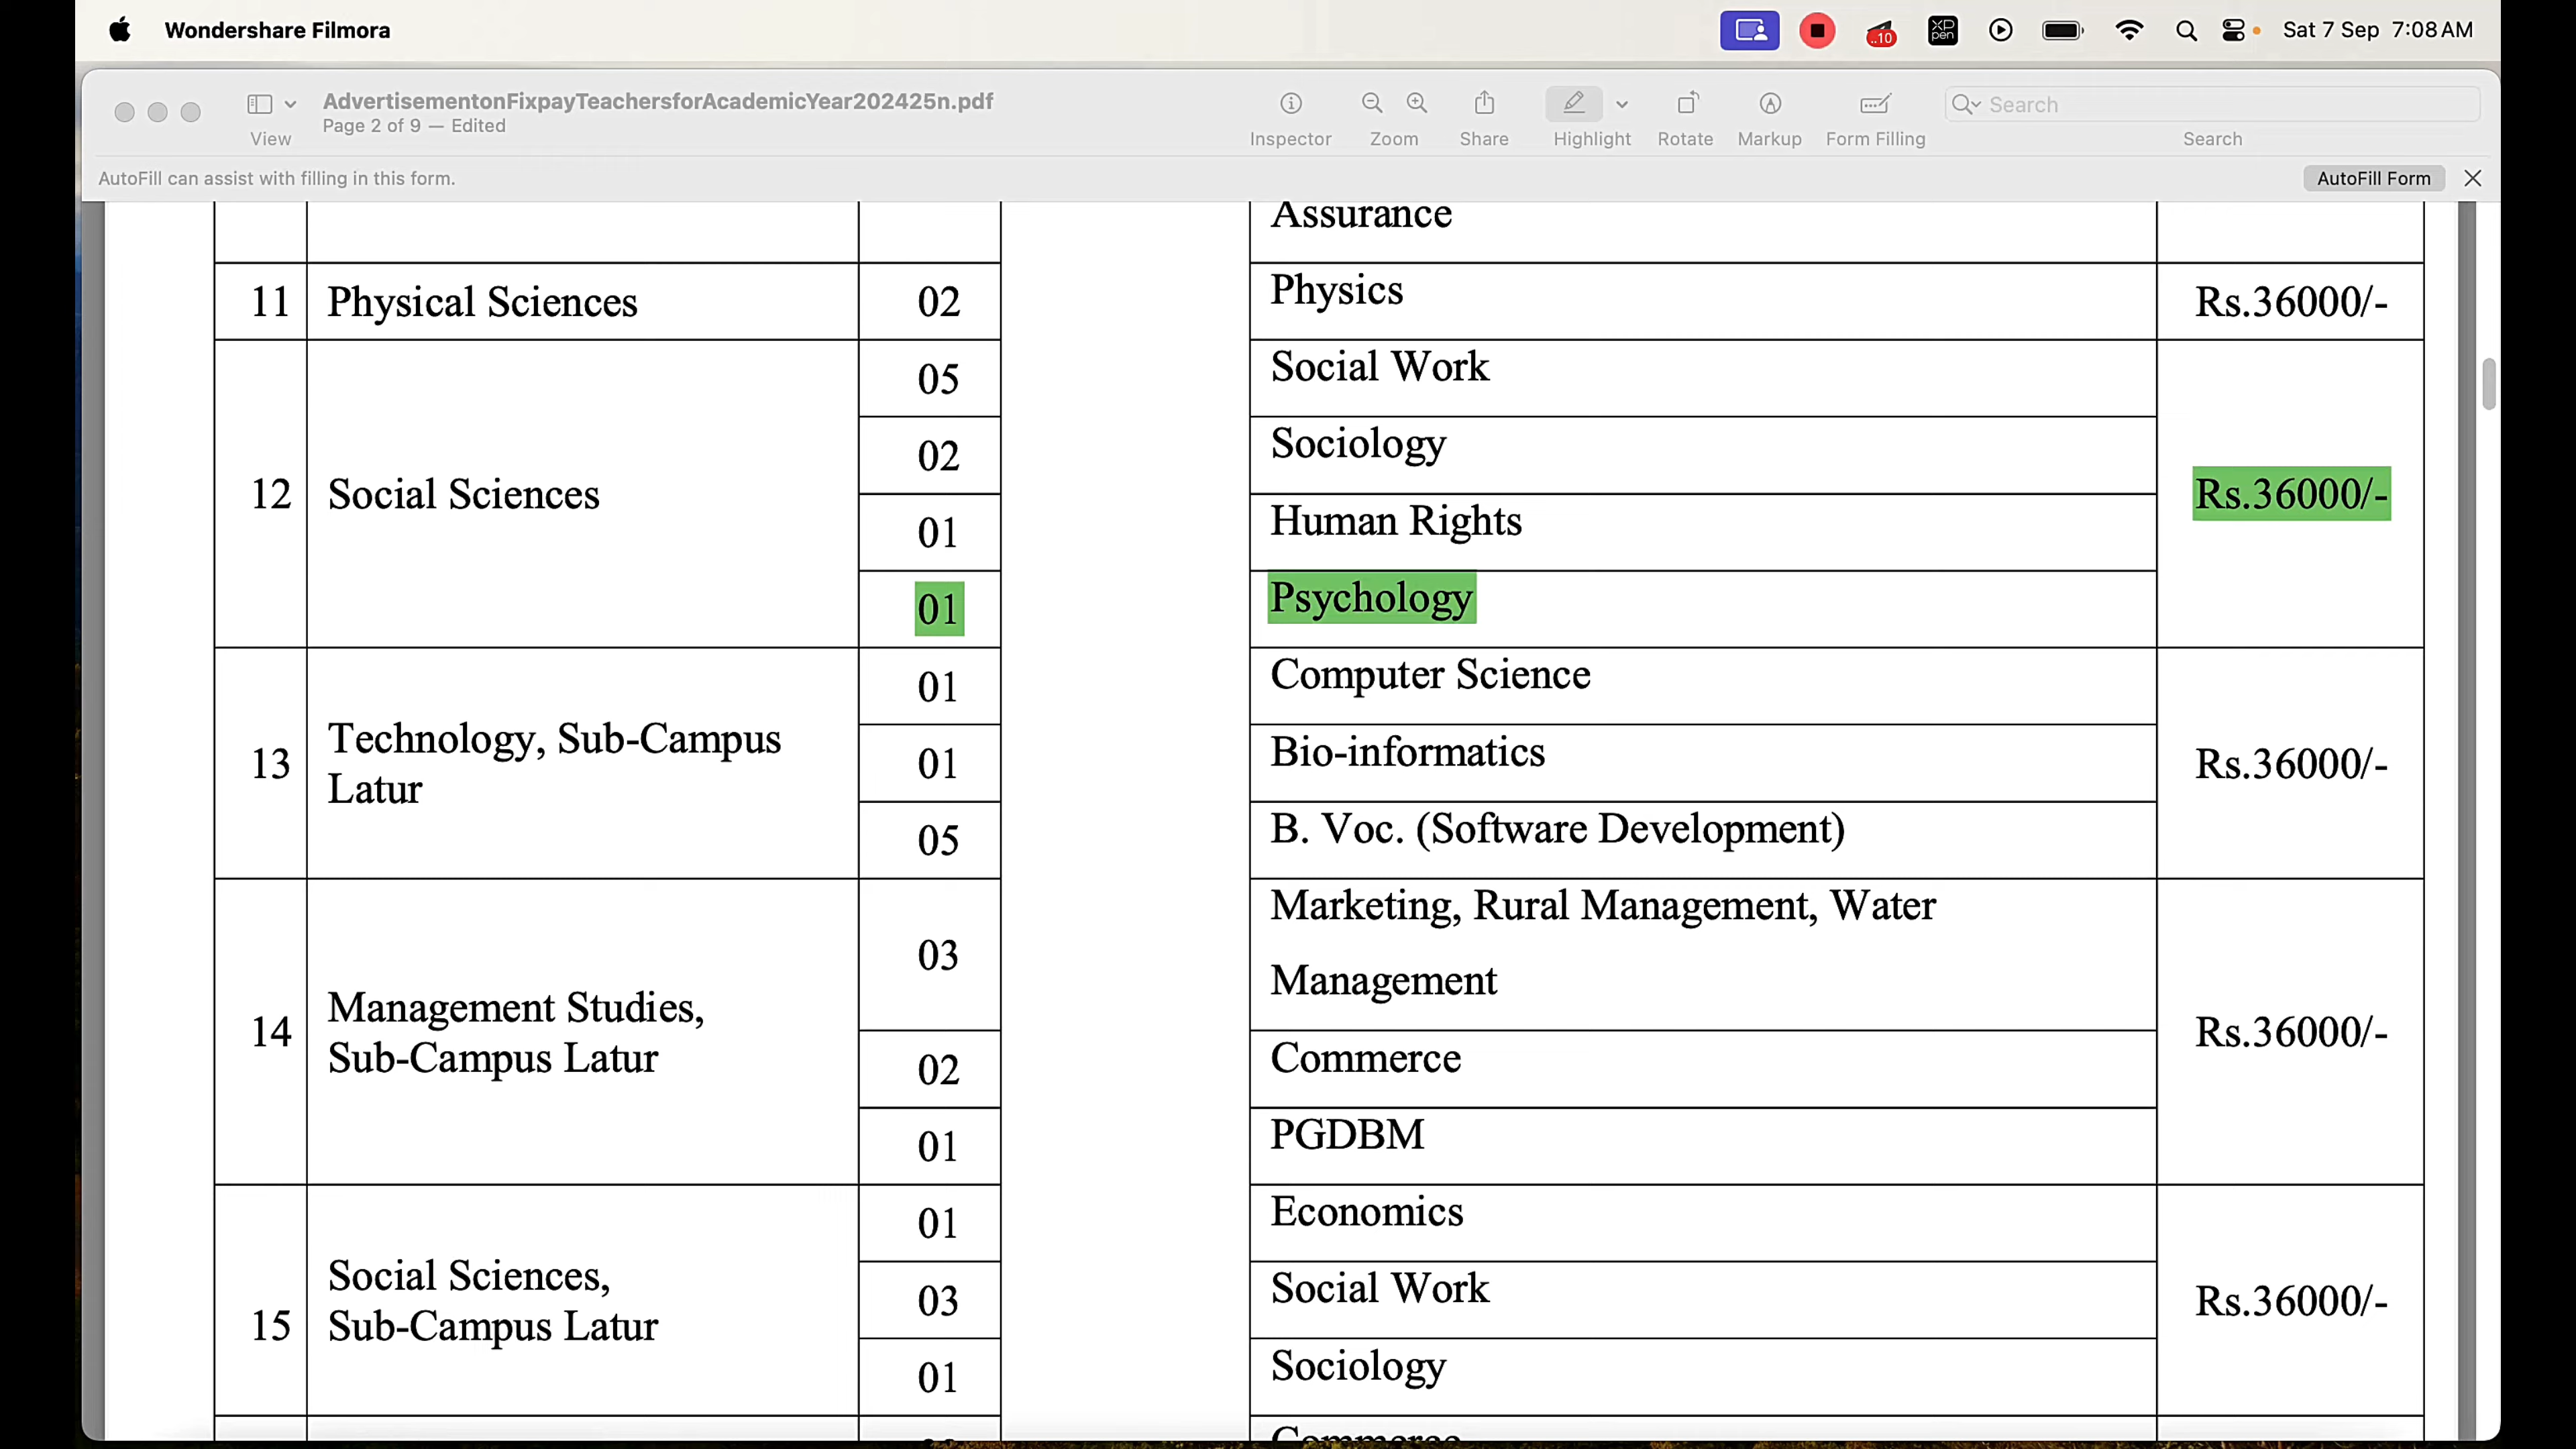 Wondershare Filmora
..10
XP pen
Sat 7 Sep 7:08 AM
AdvertisementonFixpayTeachersforAcademicYear202425n.pdf
Page 2 of 9 — Edited
View
Inspector
Zoom
Share
Highlight
Rotate
Markup
Form Filling
Search
Search
AutoFill can assist with filling in this form.
AutoFill Form
Assurance
11 Physical Sciences 02 Physics Rs.36000/-
12 Social Sciences Rs.36000/-
05 Social Work
02 Sociology
01 Human Rights
01 Psychology
13 Technology, Sub-Campus
Latur
Rs.36000/-
01 Computer Science
01 Bio-informatics
05 B. Voc. (Software Development)
14 Management Studies,
Sub-Campus Latur
Rs.36000/-
03 Marketing, Rural Management, Water
Management
02 Commerce
01 PGDBM
15 Social Sciences,
Sub-Campus Latur
Rs.36000/-
01 Economics
03 Social Work
01 Sociology
Commerce